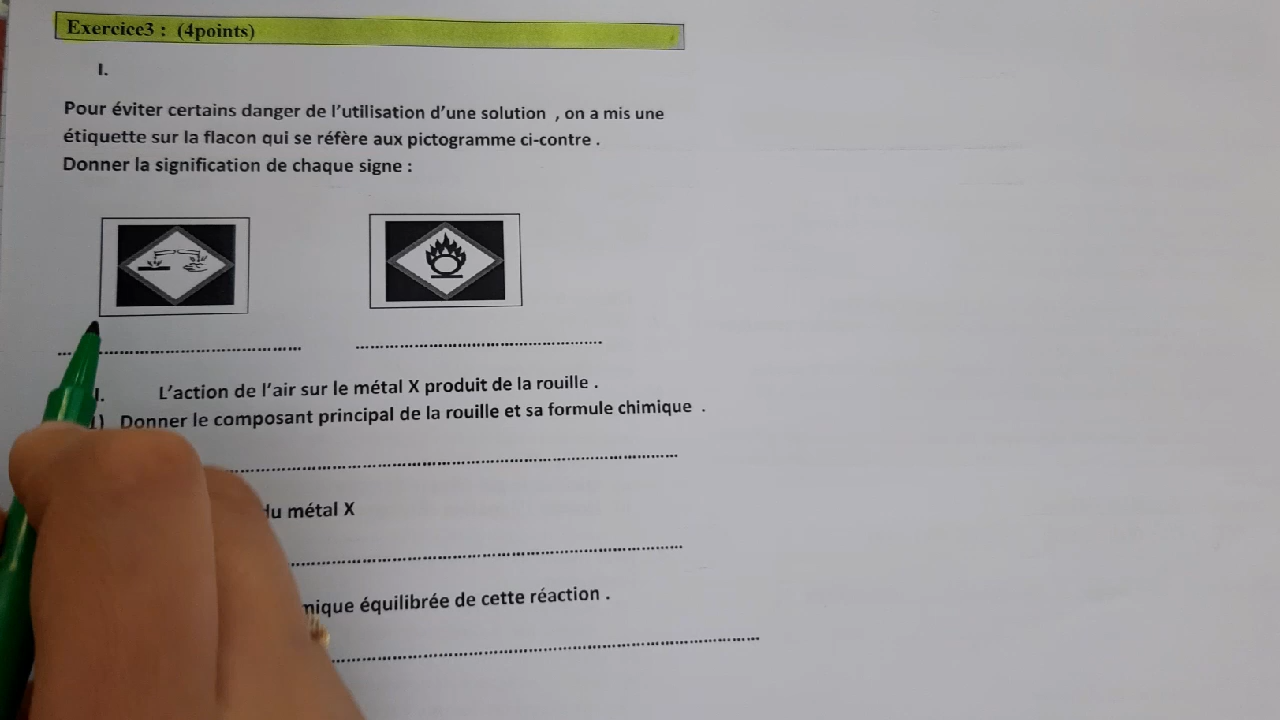 Exercice3 : (4points)
I.
Pour éviter certains danger de l'utilisation d'une solution , on a mis une
étiquette sur la flacon qui se réfère aux pictogramme ci-contre .
Donner la signification de chaque signe :
I. L'action de l'air sur le métal X produit de la rouille .
1) Donner le composant principal de la rouille et sa formule chimique .
du métal X
équilibrée de cette réaction .